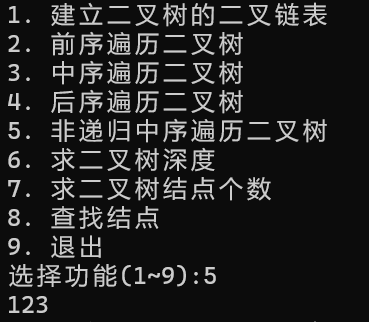 1. 建立二叉树的二叉链表
2. 前序遍历二叉树
3. 中序遍历二叉树
4. 后序遍历二叉树
5. 非递归中序遍历二叉树
6. 求二叉树深度
7. 求二叉树结点个数
8. 查找结点
9. 退出
选择功能(1~9):5
123